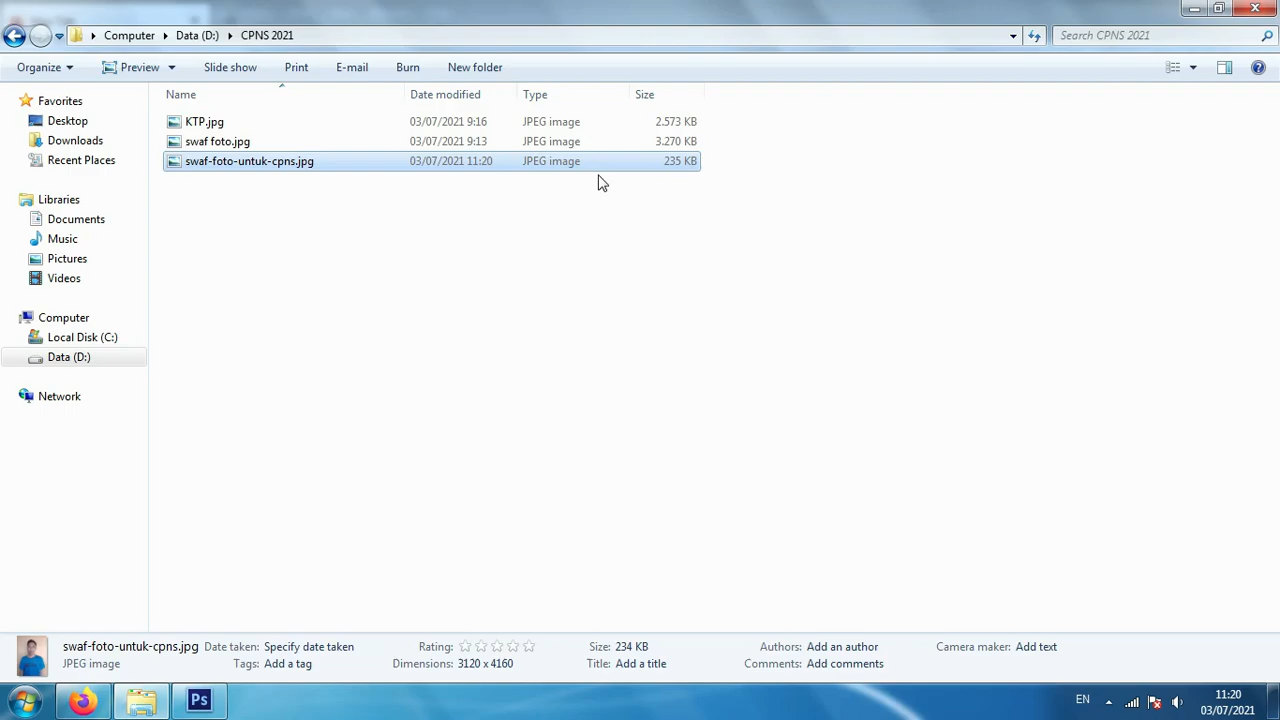 Computer Data (D:) CPNS 2021
Search CPNS 2021
Organize Preview Slide show Print E-mail Burn New folder
Favorites
Desktop
Downloads
Recent Places
Libraries
Documents
Music
Pictures
Videos
Computer
Local Disk (C:)
Data (D:)
Network
Name Date modified Type Size
KTP.jpg 03/07/2021 9:16 JPEG image 2.573 KB
swaf foto.jpg 03/07/2021 9:13 JPEG image 3.270 KB
swaf-foto-untuk-cpns.jpg 03/07/2021 11:20 JPEG image 235 KB
swaf-foto-untuk-cpns.jpg Date taken: Specify date taken Rating: Size: 234 KB Authors: Add an author Camera maker: Add text
JPEG image Tags: Add a tag Dimensions: 3120 x 4160 Title: Add a title Comments: Add comments
Ps
EN
11:20
03/07/2021